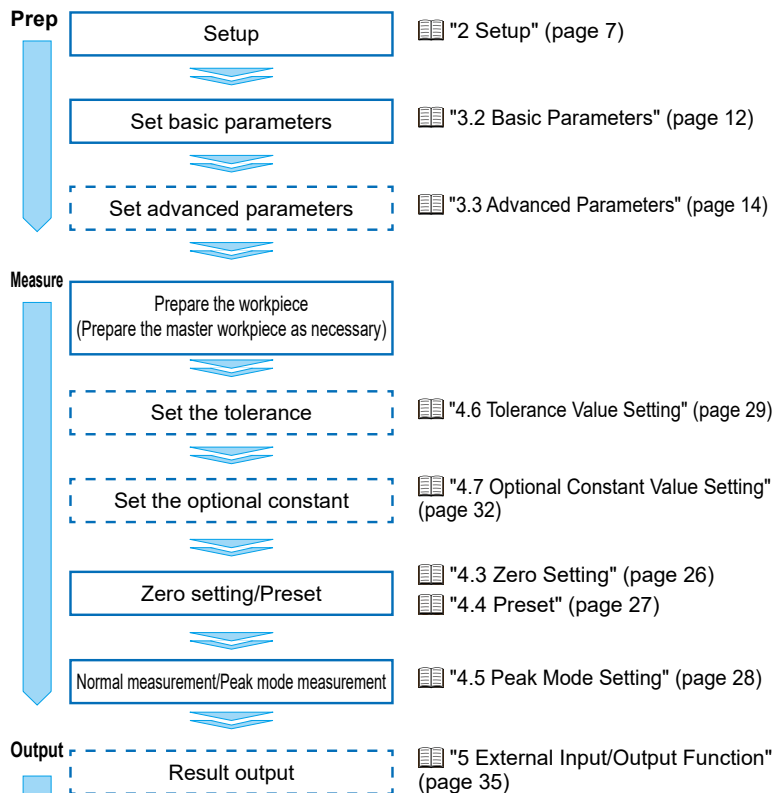 Prep
Setup
"2 Setup" (page 7)
Set basic parameters
"3.2 Basic Parameters" (page 12)
Set advanced parameters
"3.3 Advanced Parameters" (page 14)
Measure
Prepare the workpiece
(Prepare the master workpiece as necessary)
Set the tolerance
"4.6 Tolerance Value Setting" (page 29)
Set the optional constant
"4.7 Optional Constant Value Setting"
(page 32)
Zero setting/Preset
"4.3 Zero Setting" (page 26)
"4.4 Preset" (page 27)
Normal measurement/Peak mode measurement
"4.5 Peak Mode Setting" (page 28)
Output
Result output
"5 External Input/Output Function"
(page 35)